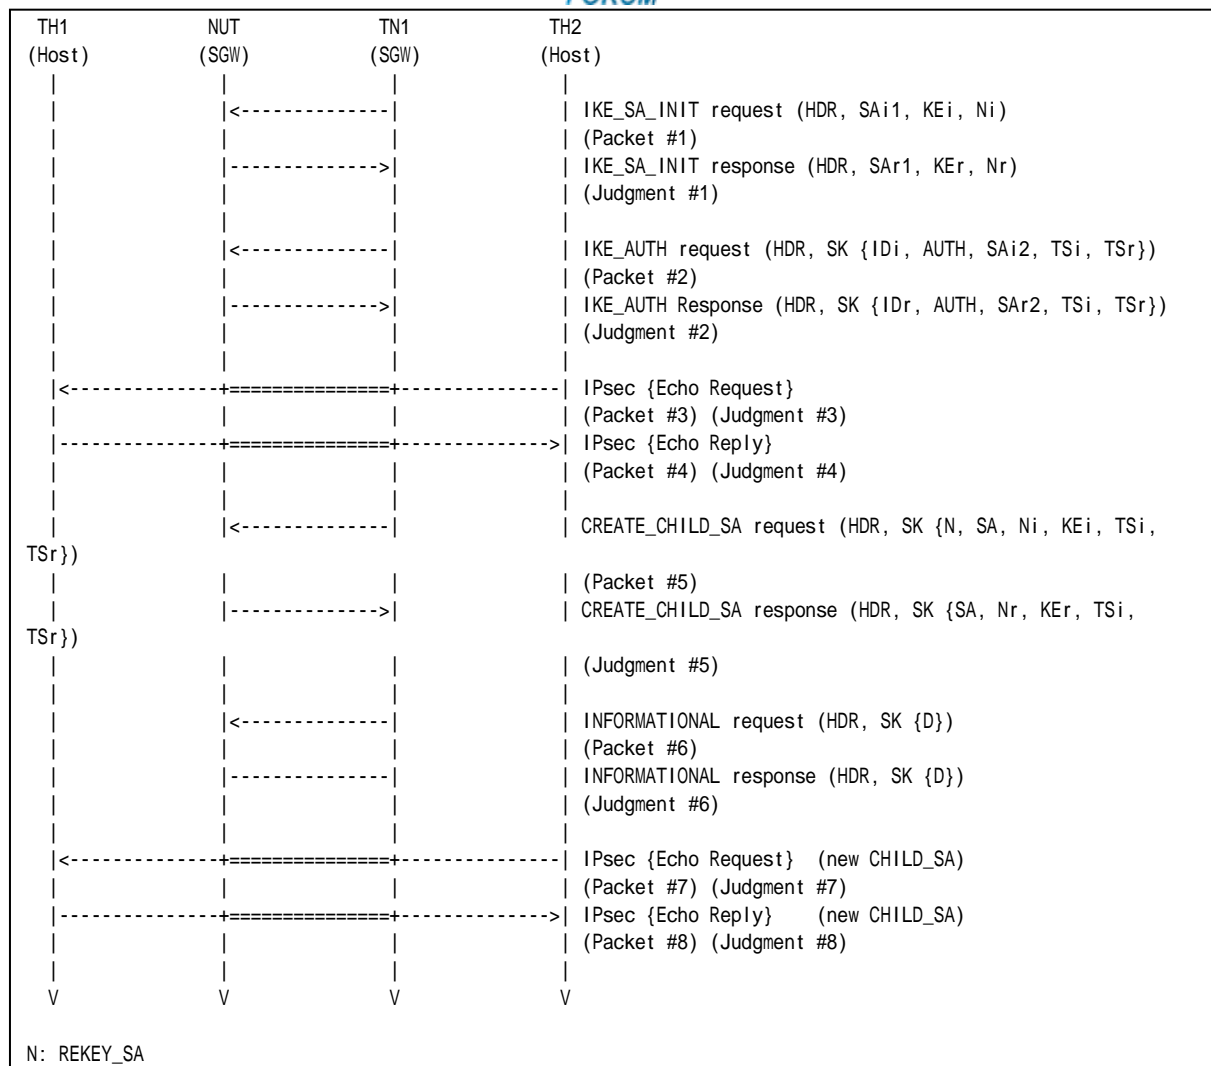 FORUM
TH1 NUT TN1 TH2
(Host) (SGW) (SGW) (Host)
| | | |
| |<--------------| | IKE_SA_INIT request (HDR, SAi1, KEi, Ni)
| | | | (Packet #1)
| |-------------->| | IKE_SA_INIT response (HDR, SAr1, KEr, Nr)
| | | | (Judgment #1)
| | | |
| |<--------------| | IKE_AUTH request (HDR, SK {IDi, AUTH, SAi2, TSi, TSr})
| | | | (Packet #2)
| |-------------->| | IKE_AUTH Response (HDR, SK {IDr, AUTH, SAr2, TSi, TSr})
| | | | (Judgment #2)
| | | |
|<--------------+===============+---------------| IPsec {Echo Request}
| | | | (Packet #3) (Judgment #3)
|---------------+===============+-------------->| IPsec {Echo Reply}
| | | | (Packet #4) (Judgment #4)
| | | |
| |<--------------| | CREATE_CHILD_SA request (HDR, SK {N, SA, Ni, KEi, TSi,
TSr})
| | | | (Packet #5)
| |-------------->| | CREATE_CHILD_SA response (HDR, SK {SA, Nr, KEr, TSi,
TSr})
| | | | (Judgment #5)
| | | |
| |<--------------| | INFORMATIONAL request (HDR, SK {D})
| | | | (Packet #6)
| |---------------| | INFORMATIONAL response (HDR, SK {D})
| | | | (Judgment #6)
| | | |
|<--------------+===============+---------------| IPsec {Echo Request} (new CHILD_SA)
| | | | (Packet #7) (Judgment #7)
|---------------+===============+-------------->| IPsec {Echo Reply} (new CHILD_SA)
| | | | (Packet #8) (Judgment #8)
| | | |
V V V V
N: REKEY_SA